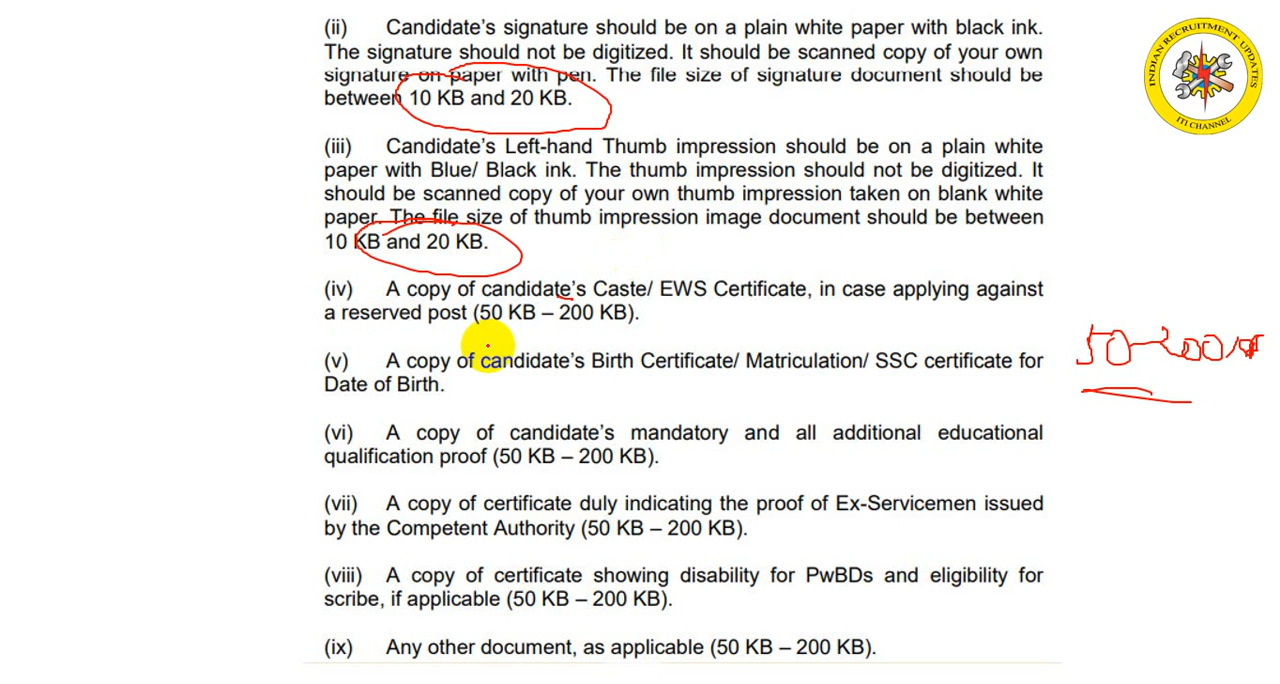 (ii) Candidate's signature should be on a plain white paper with black ink.
The signature should not be digitized. It should be scanned copy of your own
signature on paper with pen. The file size of signature document should be
between 10 KB and 20 KB.
(iii) Candidate's Left-hand Thumb impression should be on a plain white
paper with Blue/ Black ink. The thumb impression should not be digitized. It
should be scanned copy of your own thumb impression taken on blank white
paper. The file size of thumb impression image document should be between
10 KB and 20 KB.
(iv) A copy of candidate's Caste/ EWS Certificate, in case applying against
a reserved post (50 KB – 200 KB).
(v) A copy of candidate's Birth Certificate/ Matriculation/ SSC certificate for
Date of Birth.
(vi) A copy of candidate's mandatory and all additional educational
qualification proof (50 KB – 200 KB).
(vii) A copy of certificate duly indicating the proof of Ex-Servicemen issued
by the Competent Authority (50 KB – 200 KB).
(viii) A copy of certificate showing disability for PwBDs and eligibility for
scribe, if applicable (50 KB – 200 KB).
(ix) Any other document, as applicable (50 KB – 200 KB).
INDIAN RECRUITMENT UPDATES
ITI CHANNEL
50-200